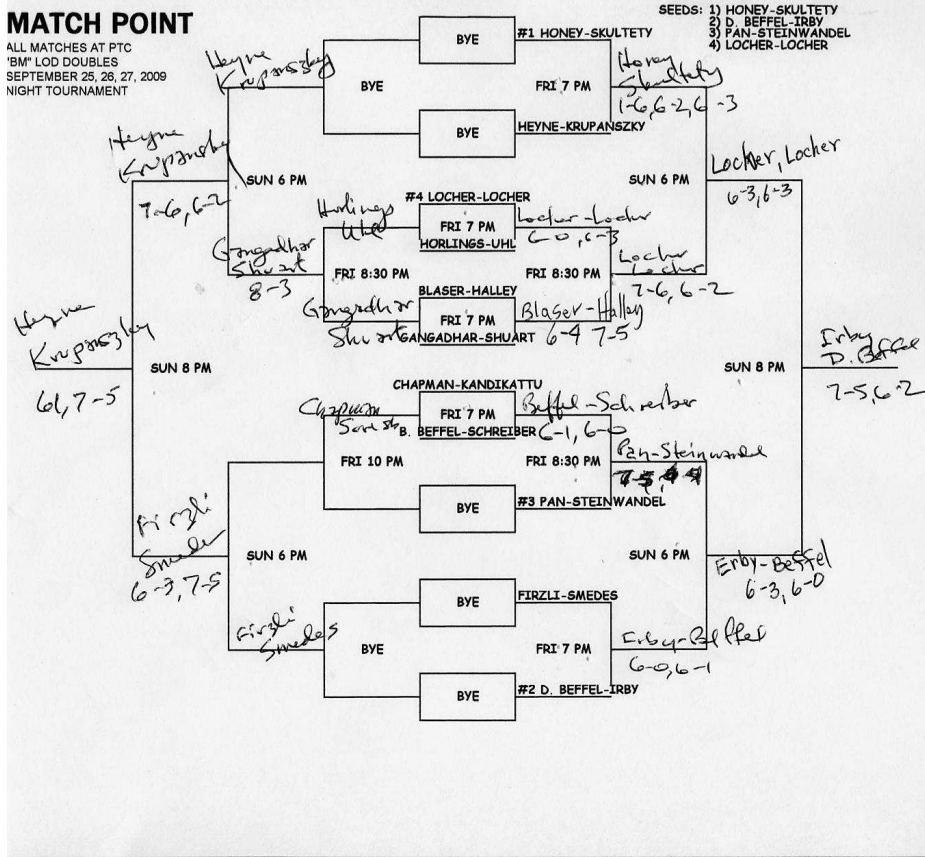 MATCH POINT
ALL MATCHES AT PTC
'BM" LOD DOUBLES
SEPTEMBER 25, 26, 27, 2009
NIGHT TOURNAMENT
SEEDS: 1) HONEY-SKULTETY
2) D. BEFFEL-IRBY
3) PAN-STEINWANDEL
4) LOCHER-LOCHER
BYE
#1 HONEY-SKULTETY
Heyne
Krupanszky
BYE
FRI 7 PM
Honey
Skultety
1-6, 6-2, 6-3
BYE
HEYNE-KRUPANSZKY
Heyne
Krupansky
7-6, 6-2
SUN 6 PM
SUN 6 PM
Locher, Locher
6-3, 6-3
#4 LOCHER-LOCHER
Horlings
Uhl
FRI 7 PM
Locher-Locher
6-0, 6-3
HORLINGS-UHL
Gangadhar
Shuart
8-3
FRI 8:30 PM
FRI 8:30 PM
Locher
Locher
7-6, 6-2
BLASER-HALLEY
Gangadhar
Shuart
FRI 7 PM
Blaser-Halley
6-4 7-5
GANGADHAR-SHUART
Heyne
Krupanszky
61, 7-5
SUN 8 PM
SUN 8 PM
Irby
D. Beffel
7-5, 6-2
CHAPMAN-KANDIKATTU
Chapman
FRI 7 PM
Beffel-Schreiber
6-1, 6-0
B. BEFFEL-SCHREIBER
FRI 10 PM
FRI 8:30 PM
Pan-Steinwandel
BYE
#3 PAN-STEINWANDEL
Firzli
Smedes
6-3, 7-5
SUN 6 PM
SUN 6 PM
Erby-Beffel
6-3, 6-0
BYE
FIRZLI-SMEDES
Firzli
Smedes
BYE
FRI 7 PM
Erby-Beffel
6-0, 6-1
BYE
#2 D. BEFFEL-IRBY